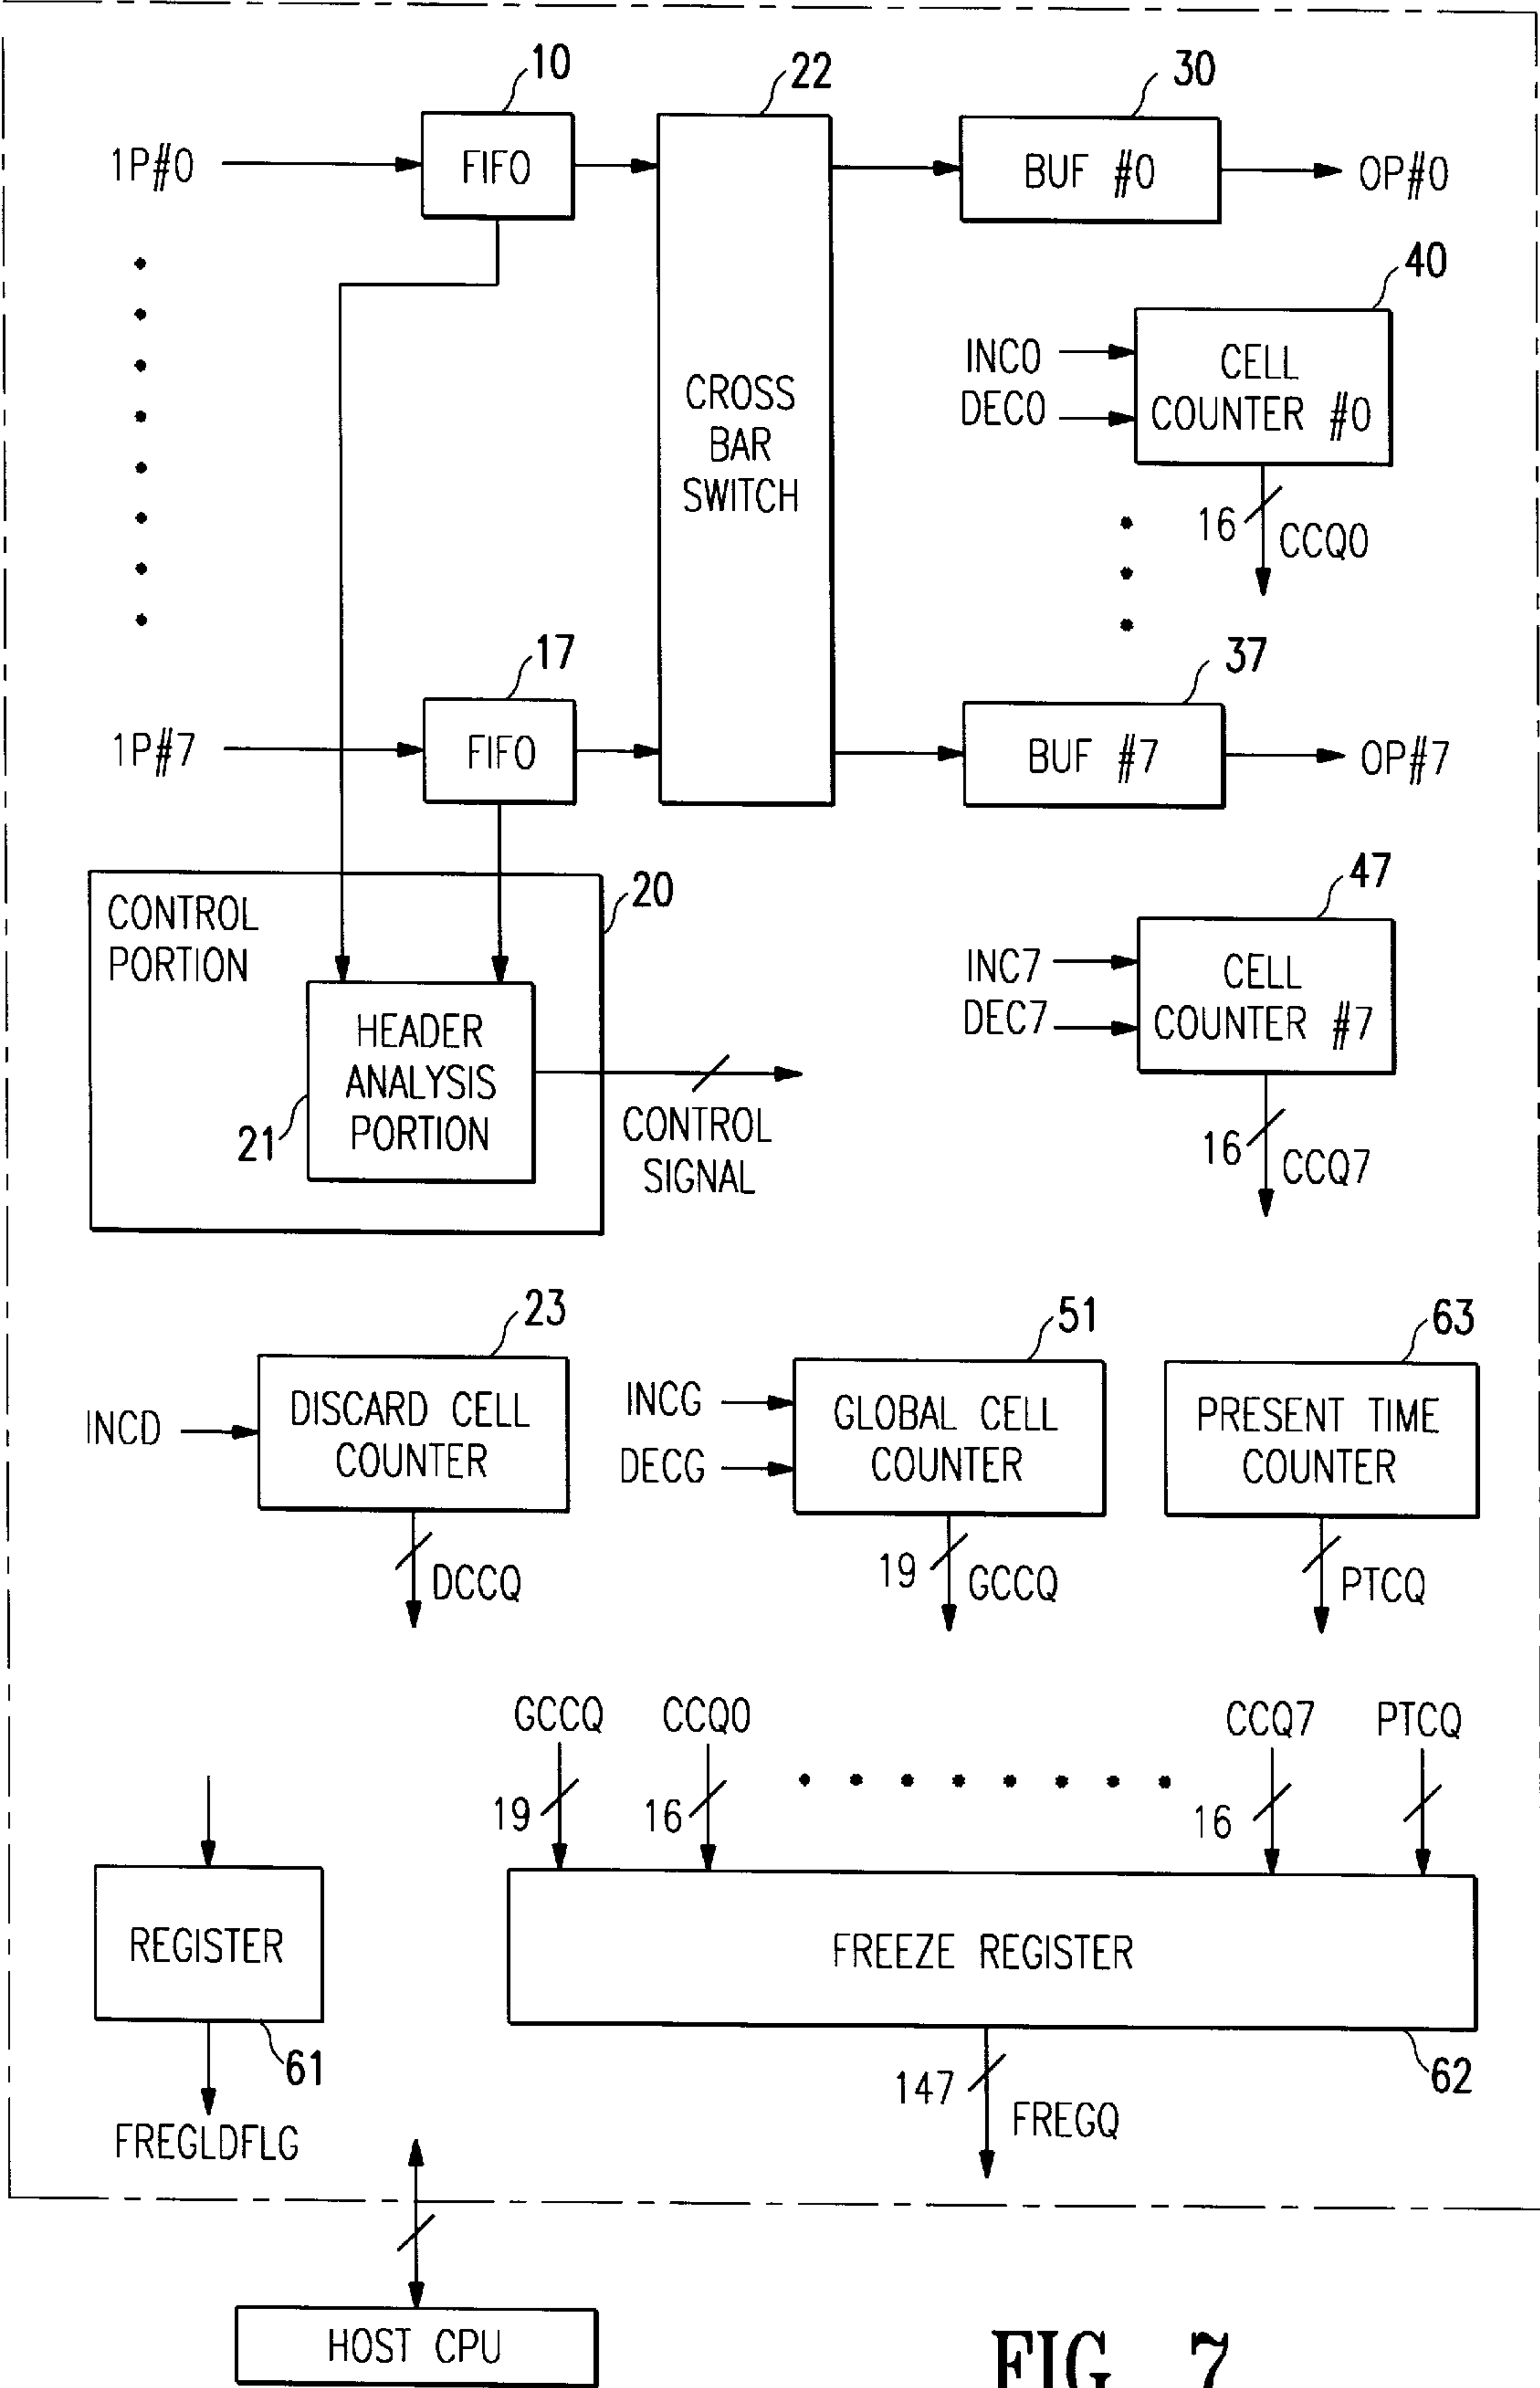 10
22
30
1P#0
FIFO
BUF #0
OP#0
40
INC0
DEC0
CELL
COUNTER #0
CROSS
BAR
SWITCH
16
CCQ0
17
37
1P#7
FIFO
BUF #7
OP#7
20
CONTROL
PORTION
47
INC7
DEC7
CELL
COUNTER #7
HEADER
ANALYSIS
PORTION
21
CONTROL
SIGNAL
16
CCQ7
23
51
63
INCD
DISCARD CELL
COUNTER
INCG
DECG
GLOBAL CELL
COUNTER
PRESENT TIME
COUNTER
DCCQ
19
GCCQ
PTCQ
GCCQ
CCQ0
CCQ7
PTCQ
19
16
16
REGISTER
FREEZE REGISTER
61
62
147
FREGQ
FREGLDFLG
HOST CPU
FIG. 7